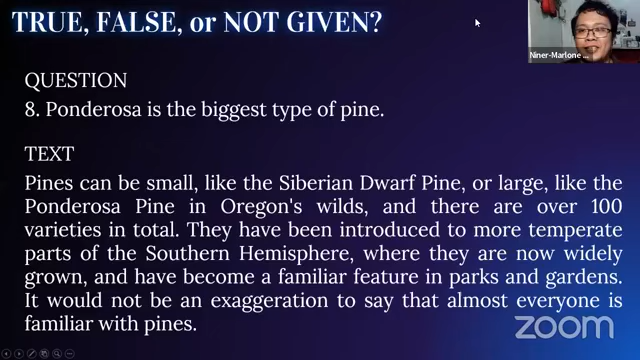 TRUE, FALSE, or NOT GIVEN?
QUESTION
8. Ponderosa is the biggest type of pine.
TEXT
Pines can be small, like the Siberian Dwarf Pine, or large, like the
Ponderosa Pine in Oregon's wilds, and there are over 100
varieties in total. They have been introduced to more temperate
parts of the Southern Hemisphere, where they are now widely
grown, and have become a familiar feature in parks and gardens.
It would not be an exaggeration to say that almost everyone is
familiar with pines.
Niner-Marlone ...
zoom